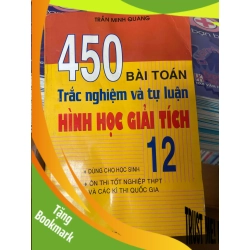 TRẦN MINH QUANG
450 BÀI TOÁN
Trắc nghiệm và tự luận
HÌNH HỌC GIẢI TÍCH
12
• DÙNG CHO HỌC SINH
• ÔN THI TỐT NGHIỆP THPT
VÀ CÁC KÌ THI QUỐC GIA
Tặng
Bookmark